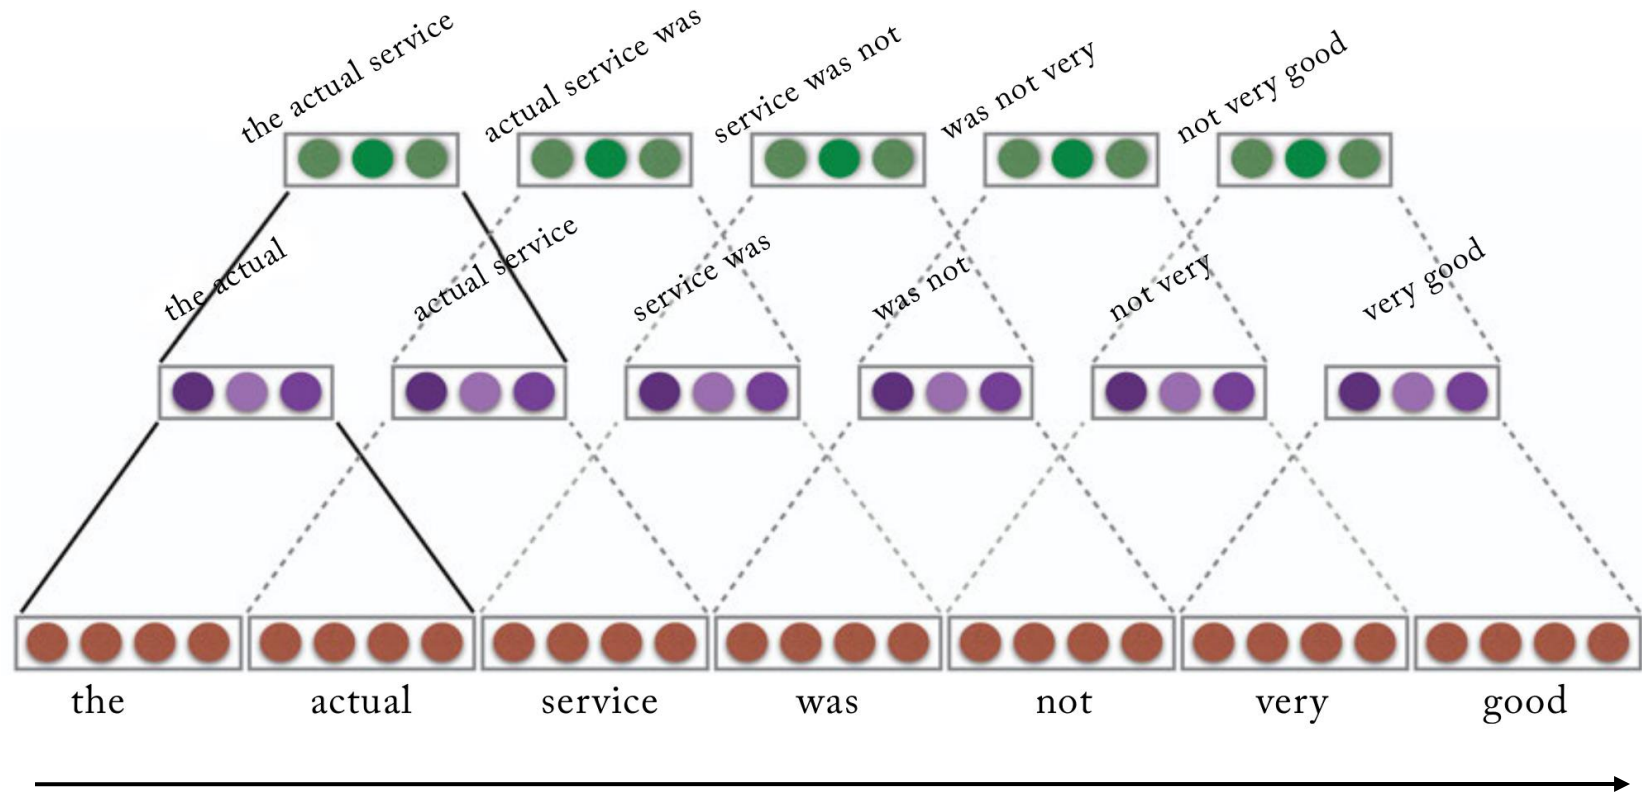 the actual service
actual service was
service was not
was not very
not very good
the actual
actual service
service was
was not
not very
very good
the
actual
service
was
not
very
good